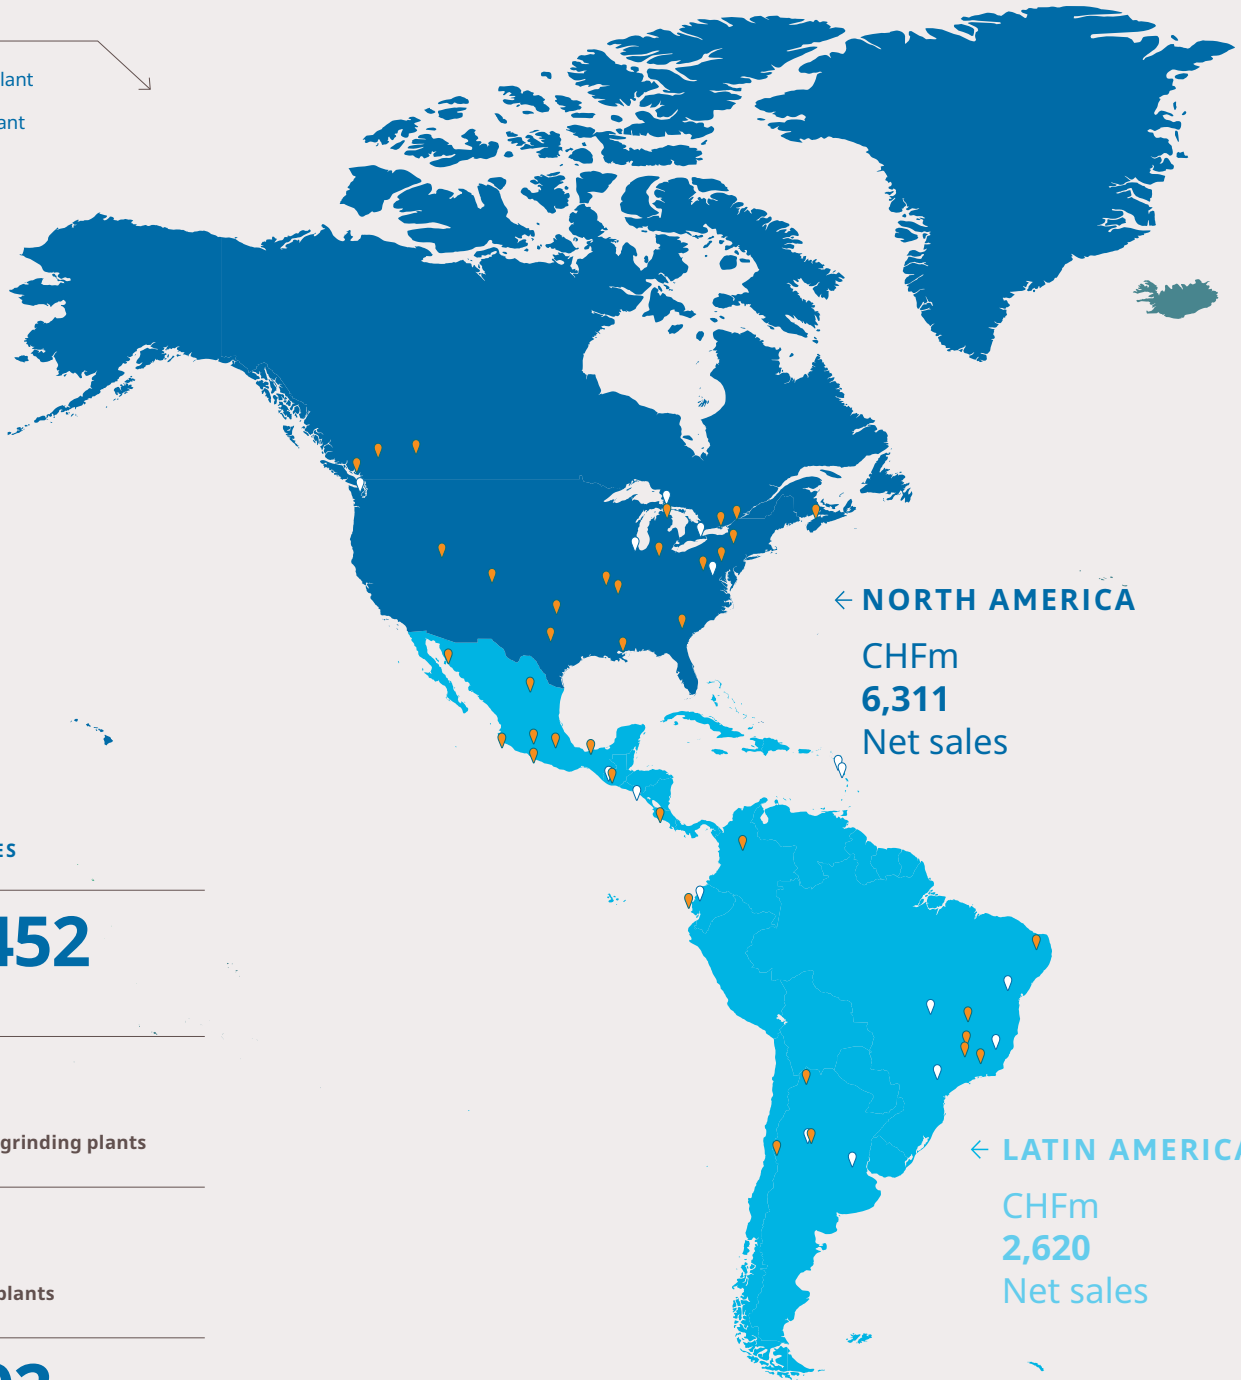 lant
ant
NORTH AMERICA
CHFm
6,311
Net sales
ES
452
grinding plants
LATIN AMERICA
CHFm
2,620
Net sales
plants